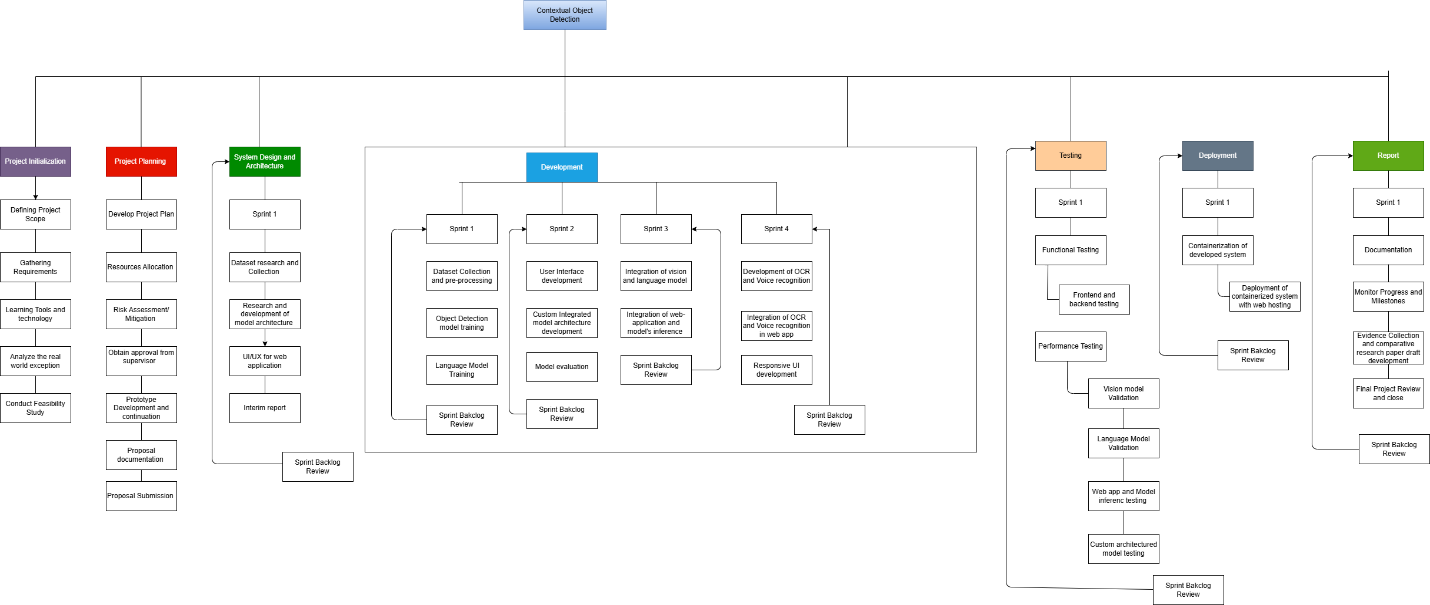 Contextual Object
Detection
Project Initialization
Defining Project
Scope
Gathering
Requirements
Learning Tools and
technology
Analyze the real
world exception
Conduct Feasibility
Study
Project Planning
Develop Project Plan
Resources Allocation
Risk Assessment/
Mitigation
Obtain approval from
supervisor
Prototype
Development and
continuation
Proposal
documentation
Proposal Submission
System Design and
Architecture
Sprint 1
Dataset research and
Collection
Research and
development of
model architecture
UI/UX for web
application
Interim report
Sprint Backlog
Review
Development
Sprint 1
Dataset Collection
and pre-processing
Object Detection
model training
Language Model
Training
Sprint Bakclog
Review
Sprint 2
User Interface
development
Custom Integrated
model architecture
development
Model evaluation
Sprint Bakclog
Review
Sprint 3
Integration of vision
and language model
Integration of web-
application and
model's inference
Sprint Bakclog
Review
Sprint 4
Development of OCR
and Voice recognition
Integration of OCR
and Voice recognition
in web app
Responsive UI
development
Sprint Bakclog
Review
Testing
Sprint 1
Functional Testing
Frontend and
backend testing
Performance Testing
Vision model
Validation
Language Model
Validation
Web app and Model
inferenc testing
Custom architectured
model testing
Sprint Bakclog
Review
Deployment
Sprint 1
Containerization of
developed system
Deployment of
containerized system
with web hosting
Sprint Bakclog
Review
Report
Sprint 1
Documentation
Monitor Progress and
Milestones
Evidence Collection
and comparative
research paper draft
development
Final Project Review
and close
Sprint Bakclog
Review